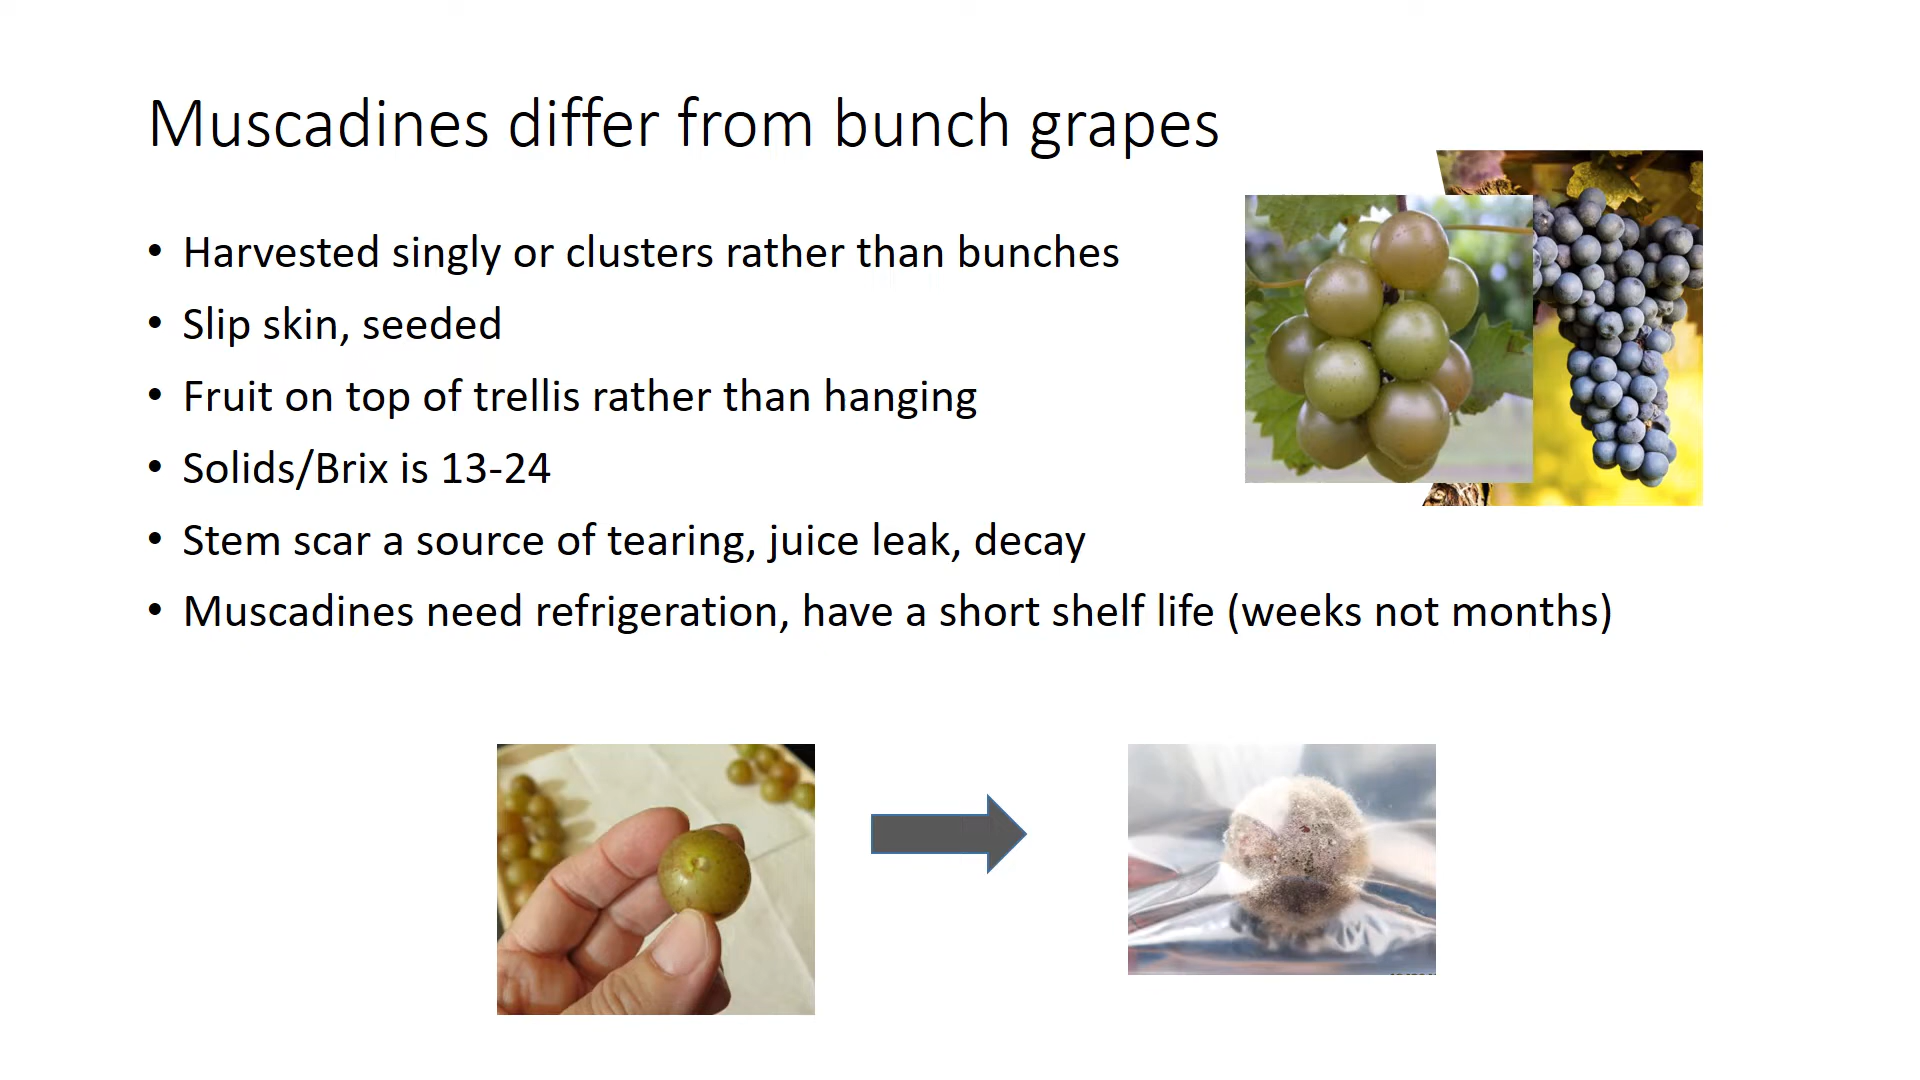 Muscadines differ from bunch grapes
• Harvested singly or clusters rather than bunches
• Slip skin, seeded
• Fruit on top of trellis rather than hanging
• Solids/Brix is 13-24
• Stem scar a source of tearing, juice leak, decay
• Muscadines need refrigeration, have a short shelf life (weeks not months)